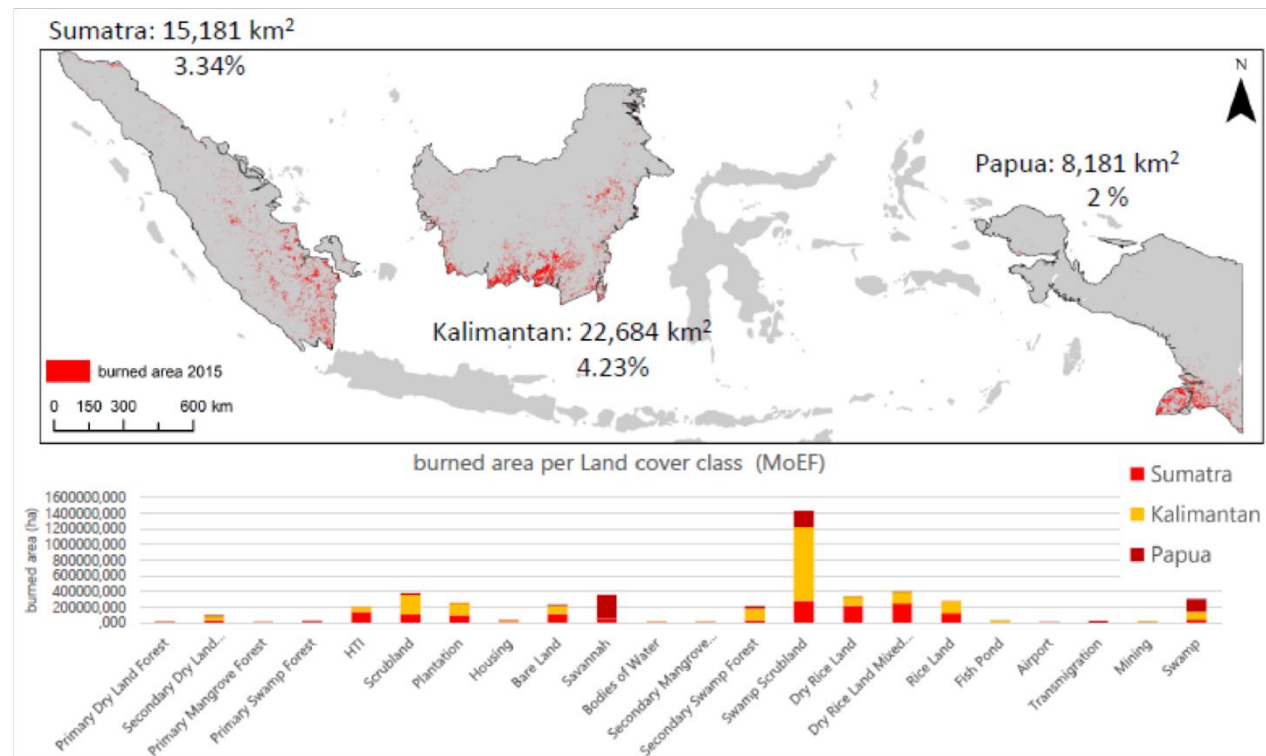 Sumatra: 15,181 km²
3.34%
N
Papua: 8,181 km²
2 %
Kalimantan: 22,684 km²
4.23%
burned area 2015
0 150 300 600 km
burned area per Land cover class (MoEF)
Sumatra
Kalimantan
Papua
burned area (ha)
1600000,000
1400000,000
1200000,000
1000000,000
800000,000
600000,000
400000,000
200000,000
,000
Primary Dry Land Forest
Secondary Dry Land...
Primary Mangrove Forest
Primary Swamp Forest
HTI
Scrubland
Plantation
Housing
Bare Land
Savannah
Bodies of Water
Secondary Mangrove...
Secondary Swamp Forest
Swamp Scrubland
Dry Rice Land
Dry Rice Land Mixed...
Rice Land
Fish Pond
Airport
Transmigration
Mining
Swamp